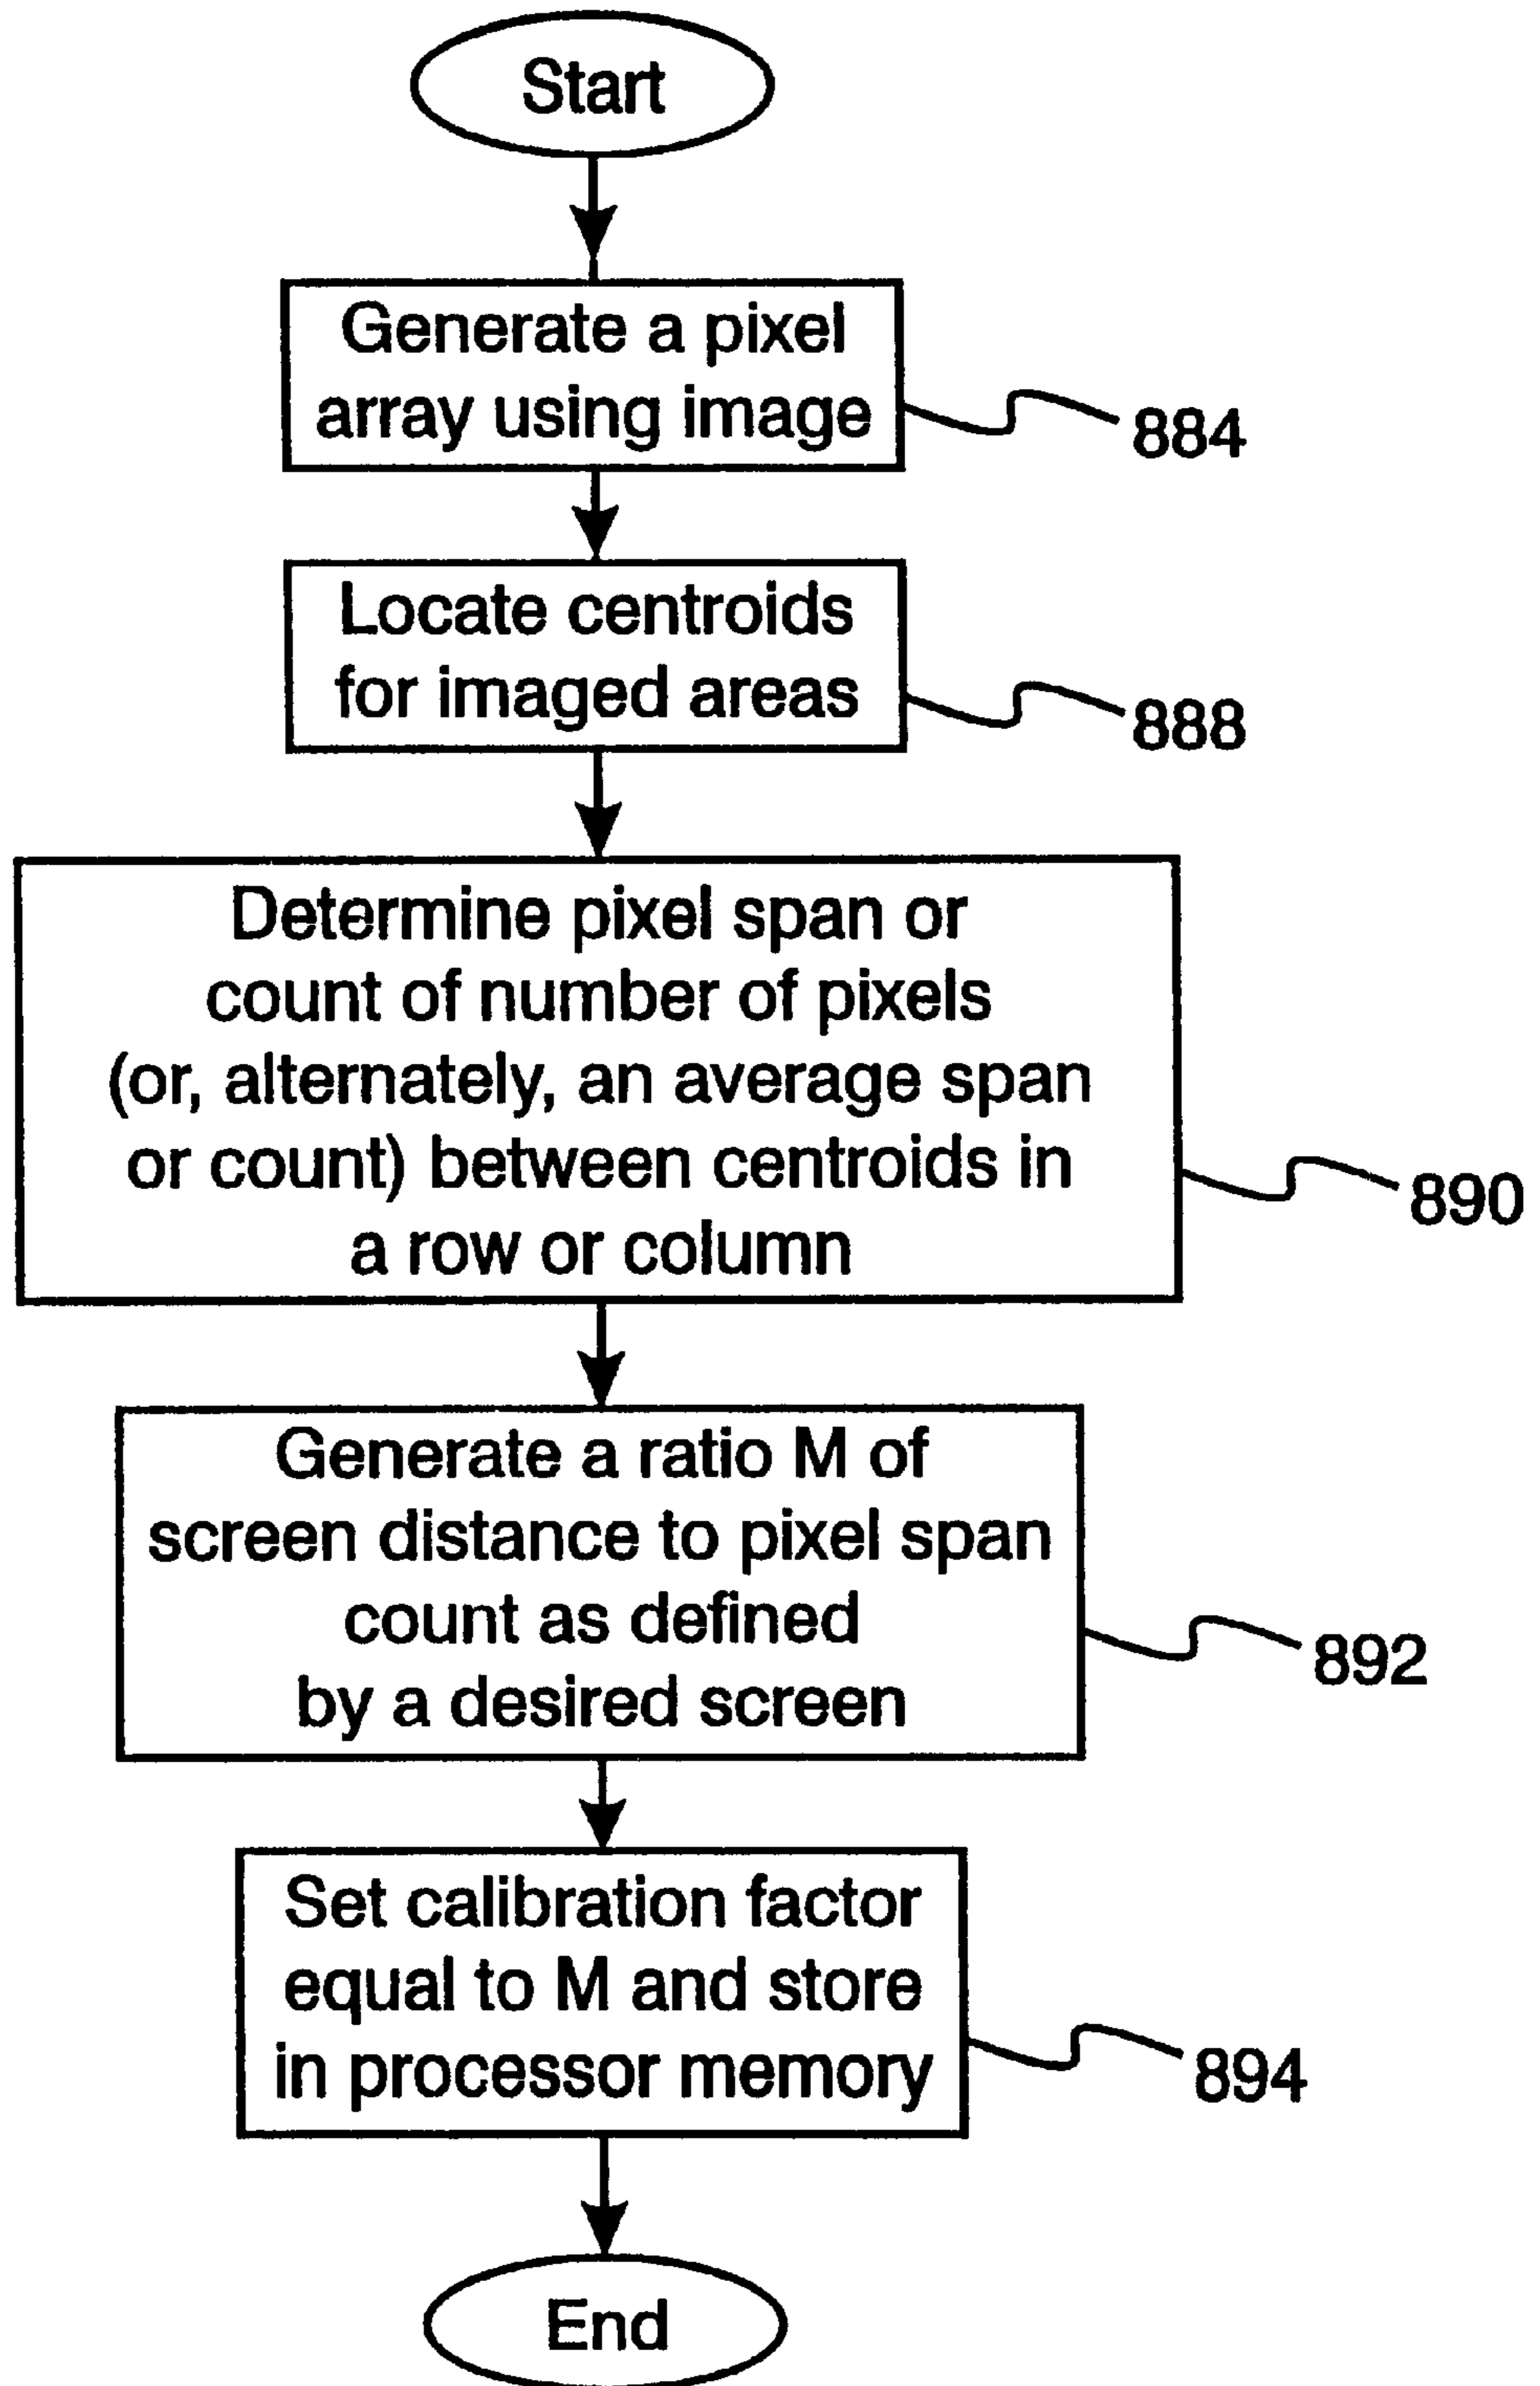 Start
Generate a pixel
array using image
884
Locate centroids
for imaged areas
888
Determine pixel span or
count of number of pixels
(or, alternately, an average span
or count) between centroids in
a row or column
890
Generate a ratio M of
screen distance to pixel span
count as defined
by a desired screen
892
Set calibration factor
equal to M and store
in processor memory
894
End